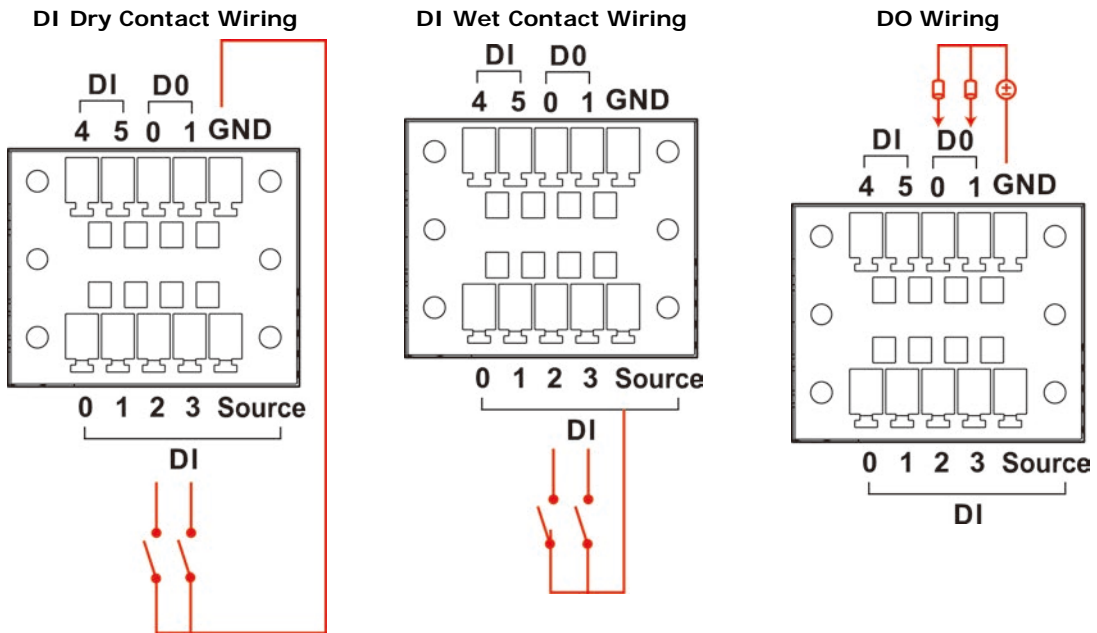 DI Dry Contact Wiring
DI D0
4 5 0 1 GND
0 1 2 3 Source
DI
DI Wet Contact Wiring
DI D0
4 5 0 1 GND
0 1 2 3 Source
DI
DO Wiring
DI D0
4 5 0 1 GND
0 1 2 3 Source
DI